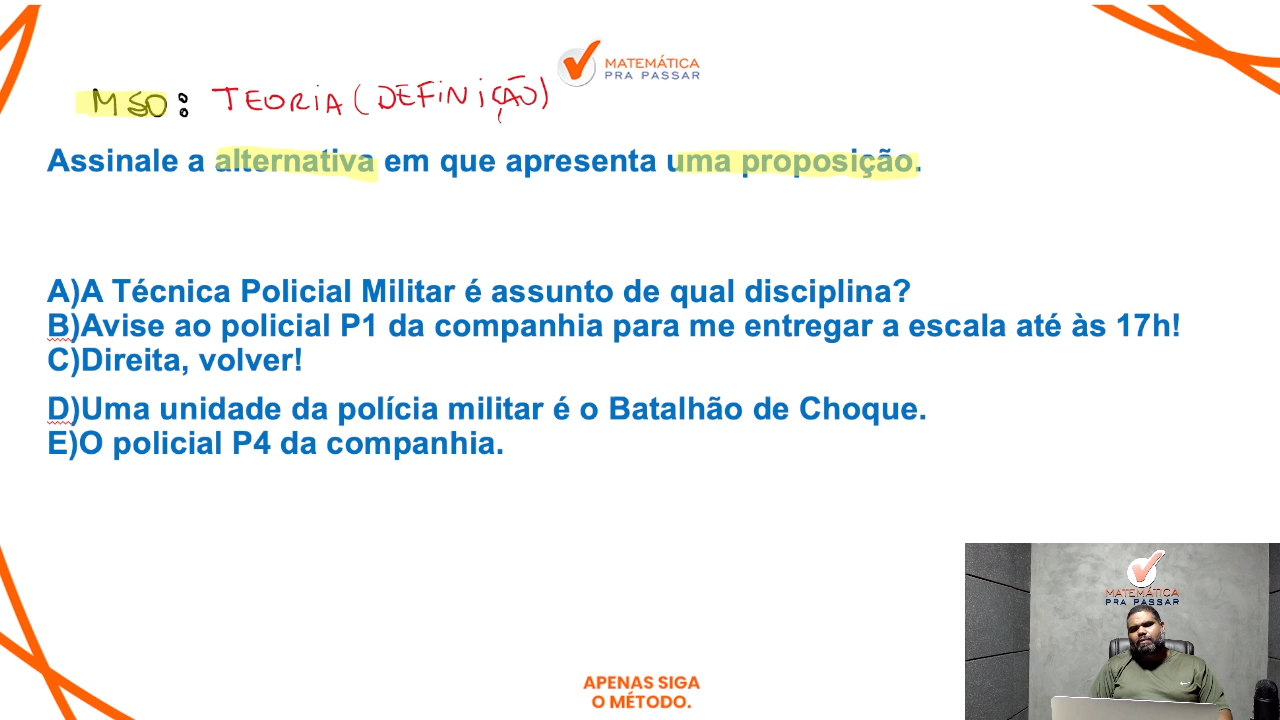 MATEMÁTICA
PRA PASSAR
MSO: TEORIA (DEFINIÇÃO)
Assinale a alternativa em que apresenta uma proposição.
A)A Técnica Policial Militar é assunto de qual disciplina?
B)Avise ao policial P1 da companhia para me entregar a escala até às 17h!
C)Direita, volver!
D)Uma unidade da polícia militar é o Batalhão de Choque.
E)O policial P4 da companhia.
MATEMÁTICA
PRA PASSAR
APENAS SIGA
O MÉTODO.